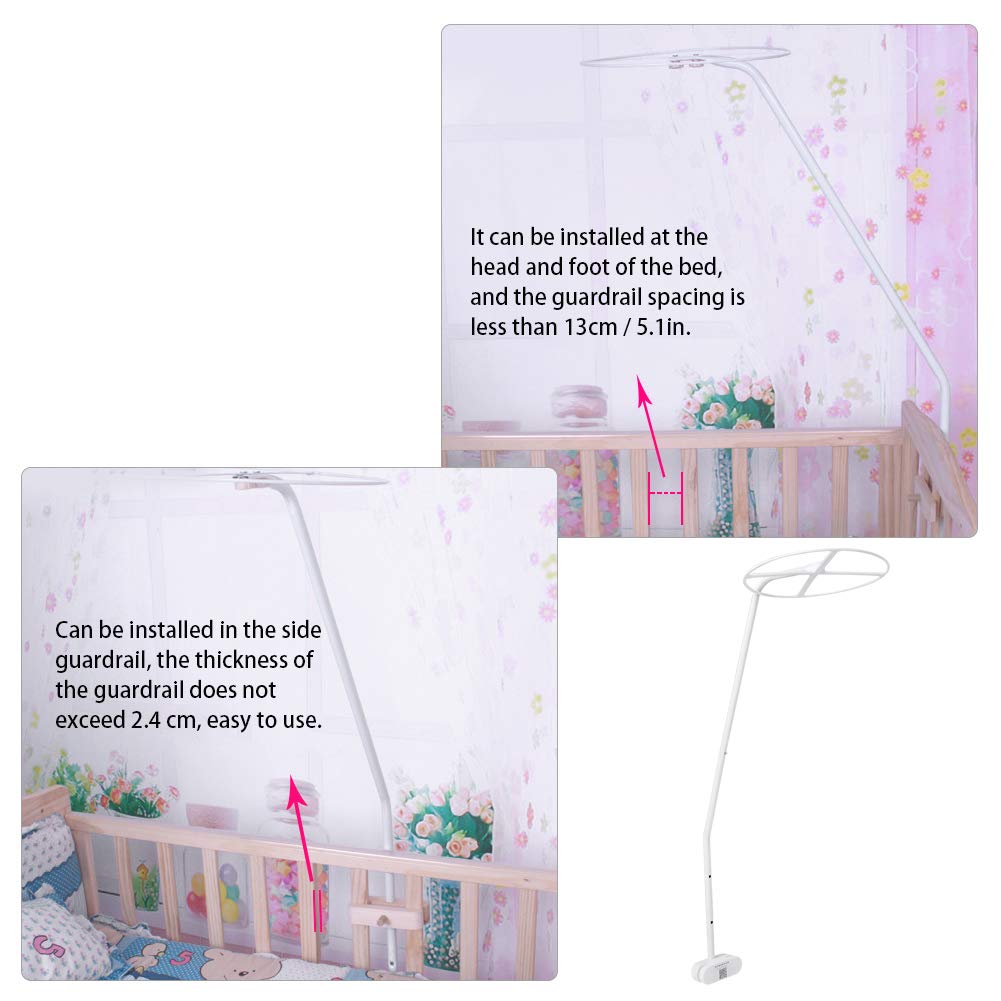 It can be installed at the
head and foot of the bed,
and the guardrail spacing is
less than 13cm / 5.1in.
Can be installed in the side
guardrail, the thickness of
the guardrail does not
exceed 2.4 cm, easy to use.
5
5